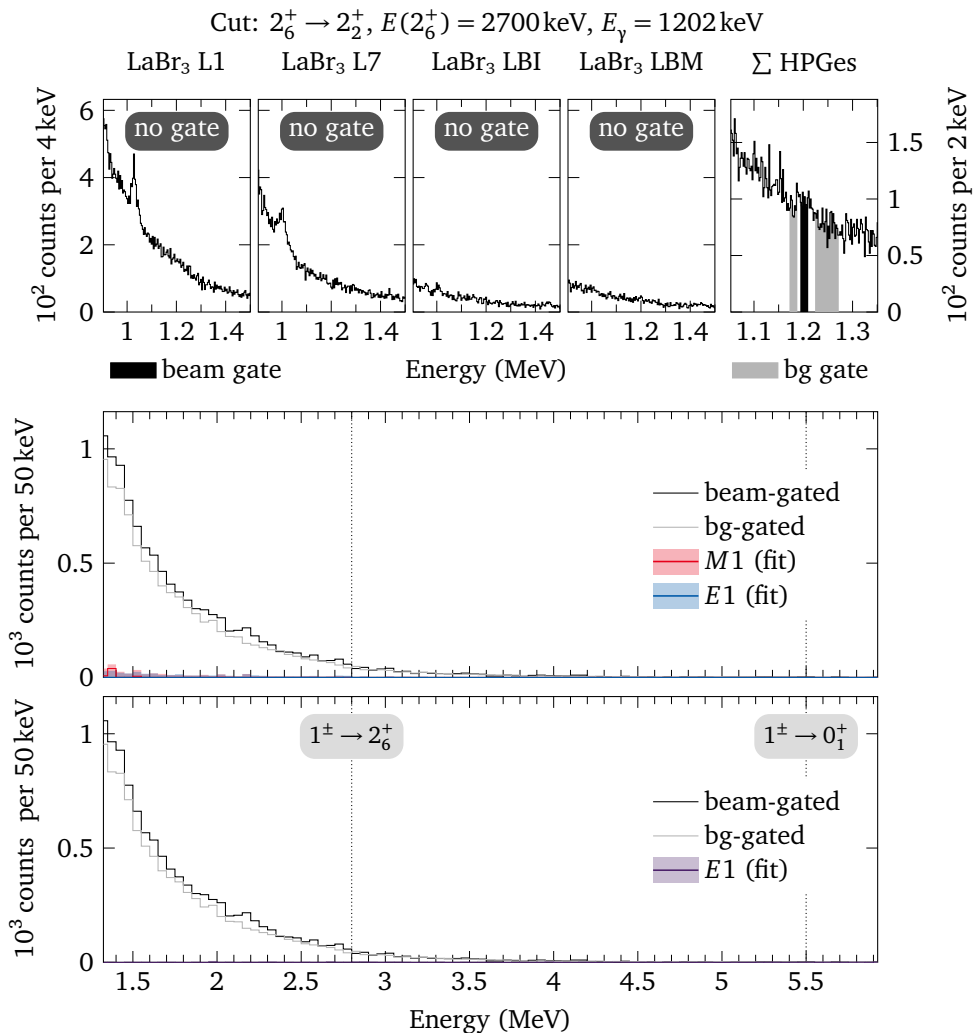 Cut: 2₆⁺ → 2₂⁺, E(2₆⁺) = 2700 keV, Eᵧ = 1202 keV
LaBr₃ L1 LaBr₃ L7 LaBr₃ LBI LaBr₃ LBM ∑ HPGes
no gate no gate no gate no gate
10² counts per 4 keV
6
4
2
0
1.5
1
0.5
0
10² counts per 2 keV
1 1.2 1.4 1 1.2 1.4 1 1.2 1.4 1 1.2 1.4 1.1 1.2 1.3
beam gate Energy (MeV) bg gate
10³ counts per 50 keV
1
0.5
0
beam-gated
bg-gated
M1 (fit)
E1 (fit)
10³ counts per 50 keV
1
0.5
0
1± → 2₆⁺ 1± → 0₁⁺
beam-gated
bg-gated
E1 (fit)
1.5 2 2.5 3 3.5 4 4.5 5 5.5
Energy (MeV)